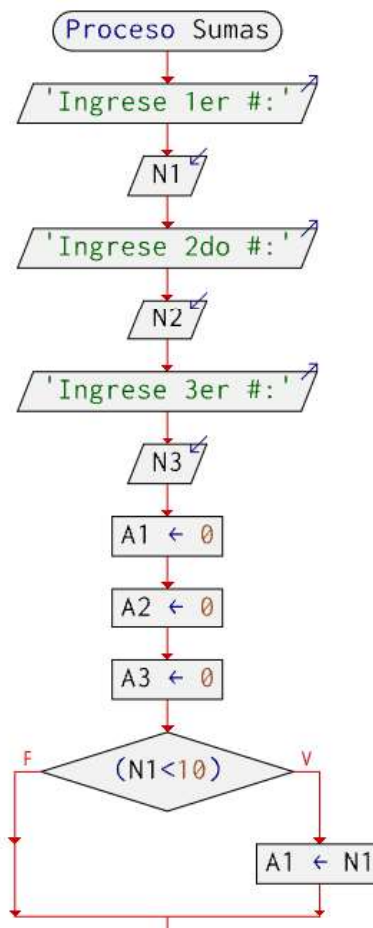 Proceso Sumas
'Ingrese 1er #:'
N1
'Ingrese 2do #:'
N2
'Ingrese 3er #:'
N3
A1 ← 0
A2 ← 0
A3 ← 0
F
V
(N1<10)
A1 ← N1